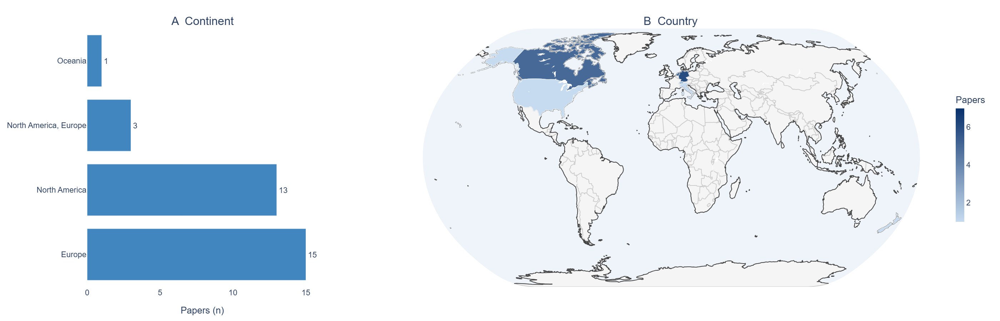 A  Continent
Oceania
1
North America, Europe
3
North America
13
Europe
15
0
5
10
15
Papers (n)
B  Country
Papers
6
4
2